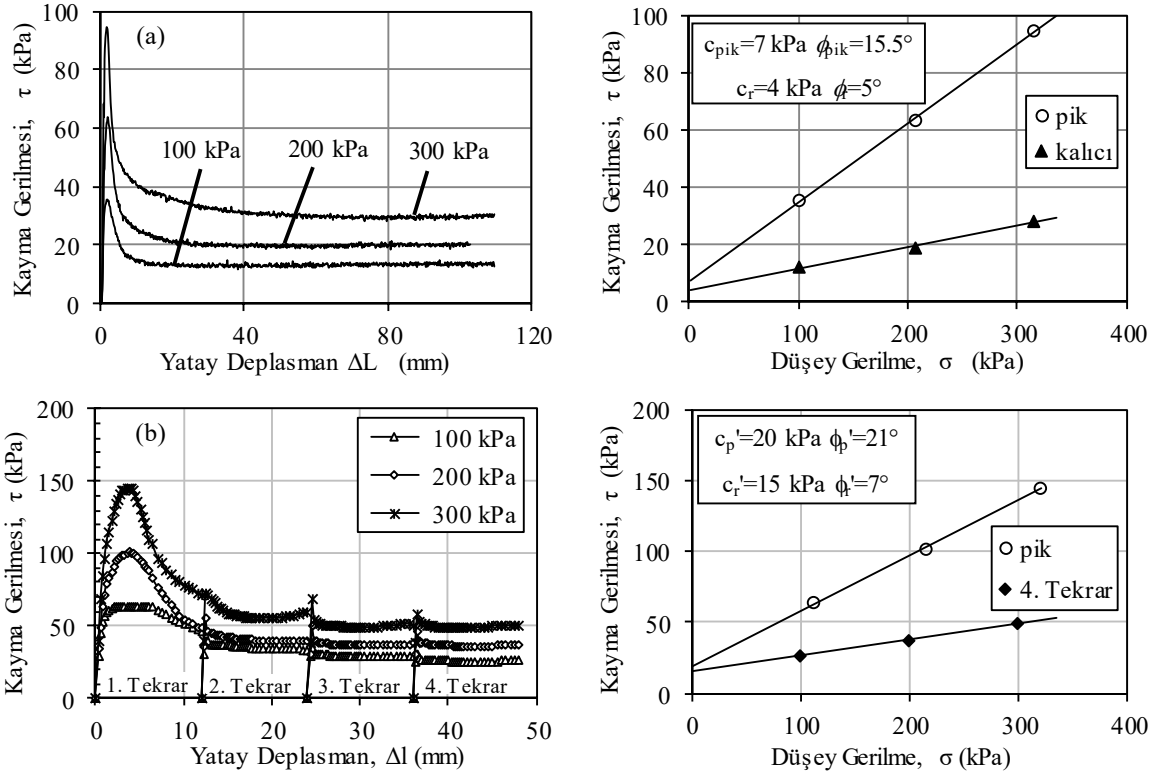 (a)
100 kPa
200 kPa
300 kPa
Kayma Gerilmesi, τ (kPa)
100
80
60
40
20
0
0
40
80
120
Yatay Deplasman ΔL (mm)
c_pik=7 kPa ϕ_pik=15.5°
c_r=4 kPa ϕ_r=5°
pik
kalıcı
Kayma Gerilmesi, τ (kPa)
100
80
60
40
20
0
0
100
200
300
400
Düşey Gerilme, σ (kPa)
(b)
100 kPa
200 kPa
300 kPa
1. Tekrar
2. Tekrar
3. Tekrar
4. Tekrar
Kayma Gerilmesi, τ (kPa)
200
150
100
50
0
0
10
20
30
40
50
Yatay Deplasman, Δl (mm)
c_p'=20 kPa ϕ_p'=21°
c_r'=15 kPa ϕ_r'=7°
pik
4. Tekrar
Kayma Gerilmesi, τ (kPa)
200
150
100
50
0
0
100
200
300
400
Düşey Gerilme, σ (kPa)